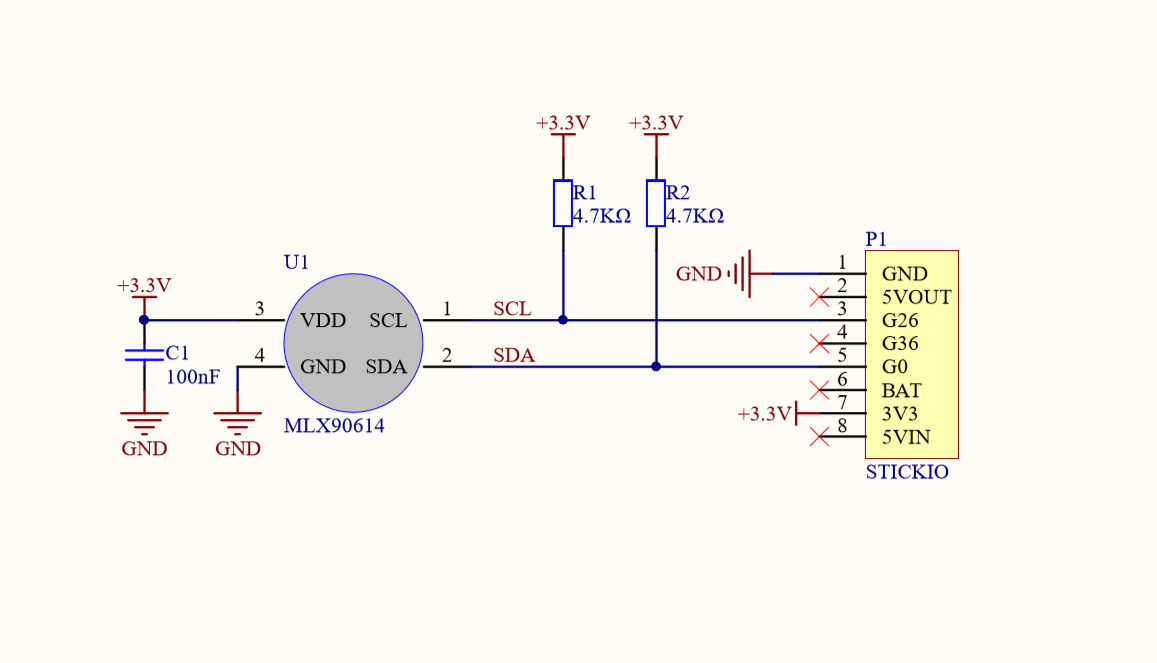 +3.3V
+3.3V
R1
4.7KΩ
R2
4.7KΩ
P1
U1
+3.3V
C1
100nF
GND
GND
3
4
VDD
SCL
GND
SDA
1
2
SCL
SDA
MLX90614
GND
1
GND
2
5VOUT
3
G26
4
G36
5
G0
6
BAT
+3.3V
7
3V3
8
5VIN
STICKIO